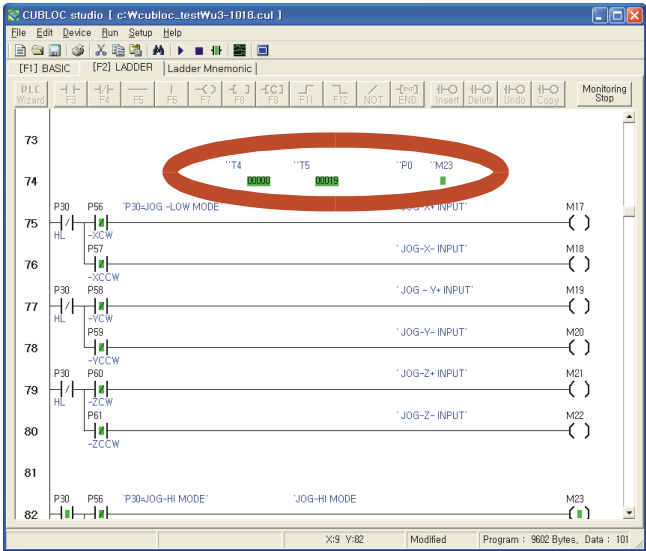 CUBLOC studio [ c:₩cubloc_test₩u3-1018.cul ]
File Edit Device Run Setup Help
[F1] BASIC [F2] LADDER Ladder Mnemonic
PLC Wizard F3 F4 F5 F6 F7 F8 [C] F9 F11 F12 NOT [END] END Insert Delete Undo Copy Monitoring Stop
73
''T4 ''T5 ''P0 ''M23
74 00000 00019
P30 P56 'P30=JOG -LOW MODE' 'JOG-X+ INPUT' M17
75
HL -XCW
P57 ' JOG-X- INPUT' M18
76
-XCCW
P30 P58 ' JOG - Y+ INPUT' M19
77
HL -YCW
P59 ' JOG-Y- INPUT' M20
78
-YCCW
P30 P60 ' JOG-Z+ INPUT' M21
79
HL -ZCW
P61 ' JOG-Z- INPUT' M22
80
-ZCCW
81
P30 P56 'P30=JOG-HI MODE' 'JOG-HI MODE' M23
82
X:9 Y:82 Modified Program : 9602 Bytes, Data : 101